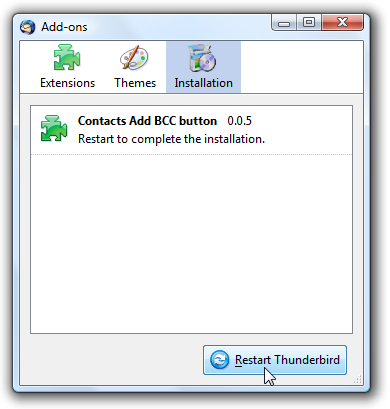 Add-ons
Extensions Themes Installation
Contacts Add BCC button 0.0.5
Restart to complete the installation.
Restart Thunderbird